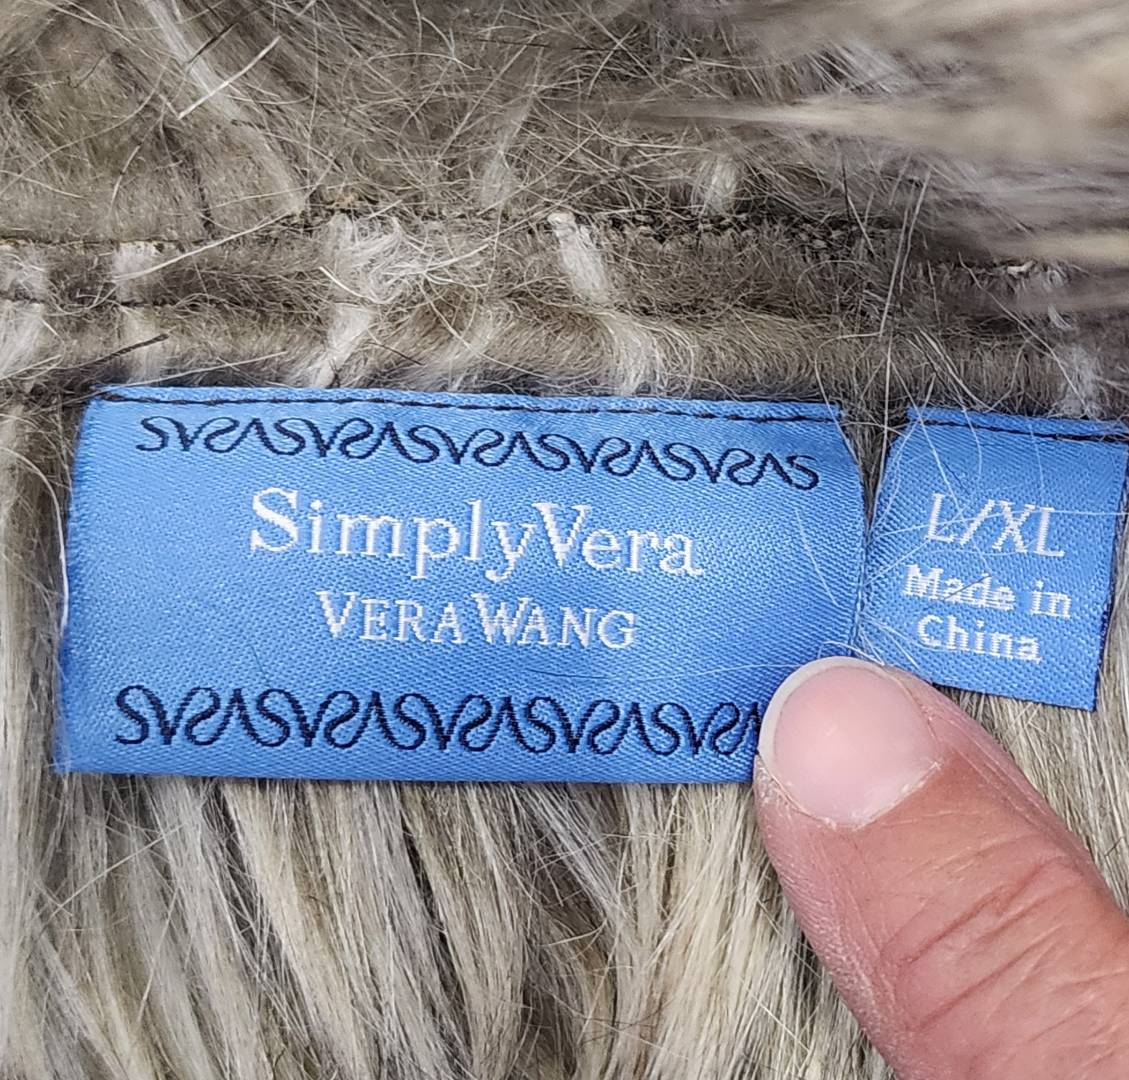 SimplyVera
VERA WANG
L/XL
Made in
China